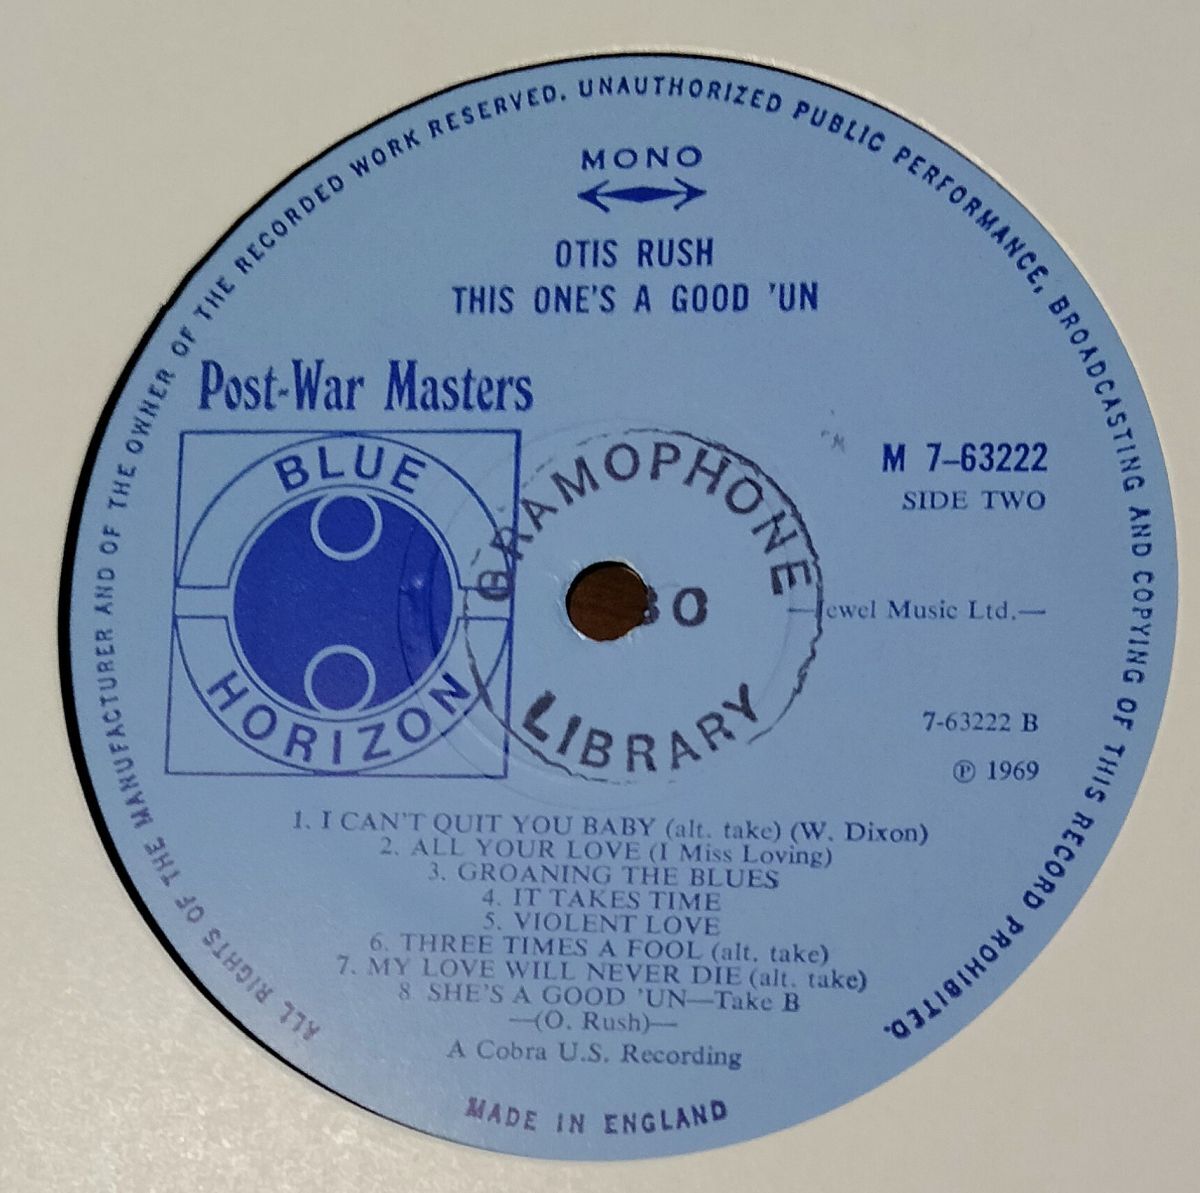 ALL RIGHTS OF THE MANUFACTURER AND OF THE OWNER OF THE RECORDED WORK RESERVED. UNAUTHORIZED PUBLIC PERFORMANCE, BROADCASTING AND COPYING OF THIS RECORD PROHIBITED.
MONO
OTIS RUSH
THIS ONE'S A GOOD 'UN
Post-War Masters
BLUE
HORIZON
GRAMOPHONE
LIBRARY
M 7-63222
SIDE TWO
Music Ltd.—
7-63222 B
℗ 1969
1. I CAN'T QUIT YOU BABY (alt. take) (W. Dixon)
2. ALL YOUR LOVE (I Miss Loving)
3. GROANING THE BLUES
4. IT TAKES TIME
5. VIOLENT LOVE
6. THREE TIMES A FOOL (alt. take)
7. MY LOVE WILL NEVER DIE (alt. take)
8 SHE'S A GOOD 'UN—Take B
—(O. Rush)—
A Cobra U.S. Recording
MADE IN ENGLAND